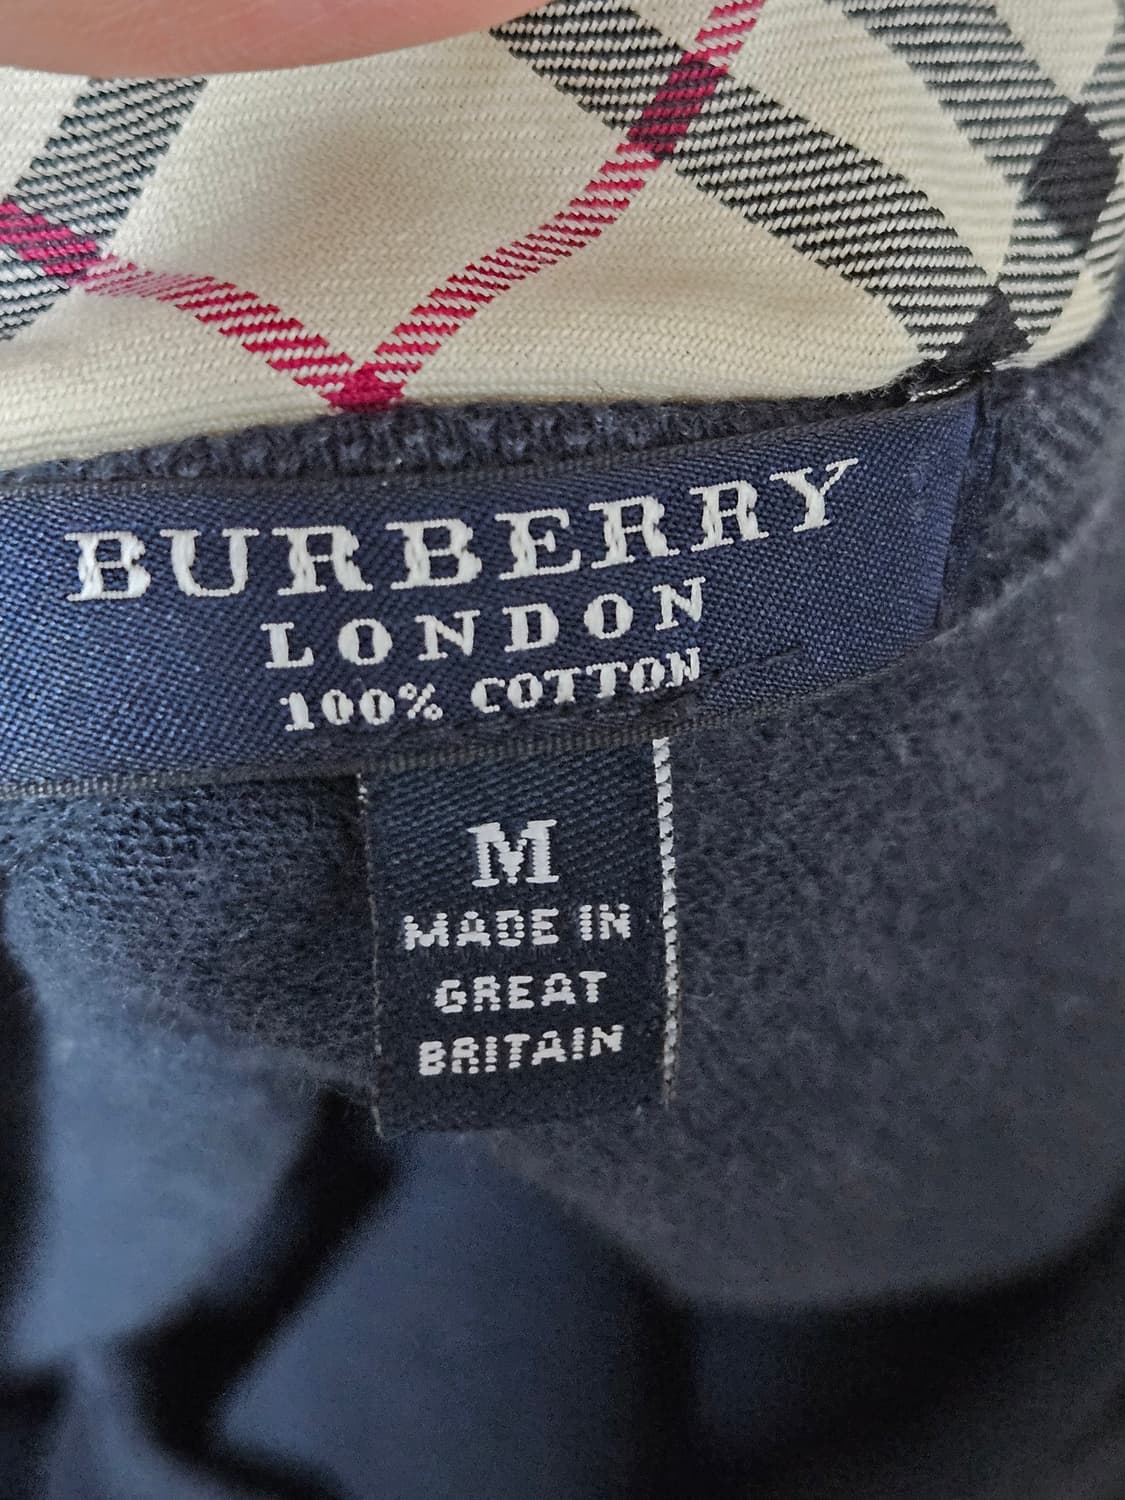 BURBERRY
LONDON
100% COTTON
M
MADE IN
GREAT
BRITAIN